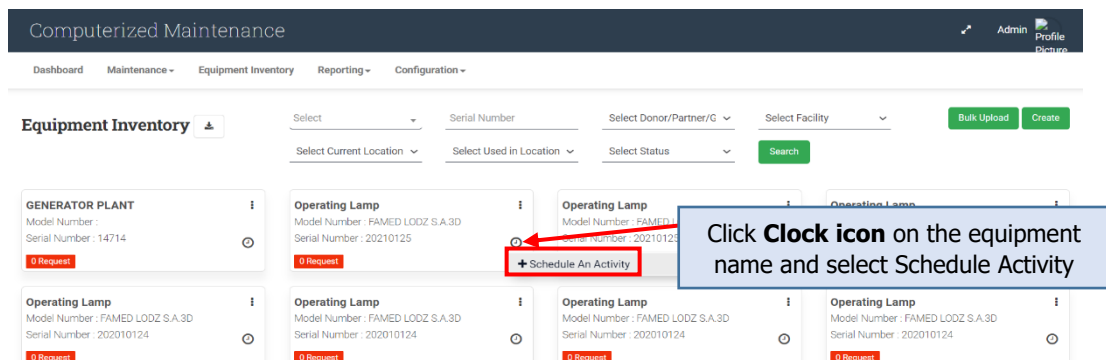 Computerized Maintenance
Admin
Profile
Picture
Dashboard
Maintenance
Equipment Inventory
Reporting
Configuration
Equipment Inventory
Select
Serial Number
Select Donor/Partner/G
Select Facility
Bulk Upload
Create
Select Current Location
Select Used in Location
Select Status
Search
GENERATOR PLANT
Model Number :
Serial Number : 14714
0 Request
Operating Lamp
Model Number : FAMED LODZ S.A.3D
Serial Number : 20210125
0 Request
+ Schedule An Activity
Operating Lamp
Model Number : FAMED L
Serial Number : 20210125
Operating Lamp
Click Clock icon on the equipment
name and select Schedule Activity
Operating Lamp
Model Number : FAMED LODZ S.A.3D
Serial Number : 202010124
0 Request
Operating Lamp
Model Number : FAMED LODZ S.A.3D
Serial Number : 202010124
0 Request
Operating Lamp
Model Number : FAMED LODZ S.A.3D
Serial Number : 202010124
0 Request
Operating Lamp
Model Number : FAMED LODZ S.A.3D
Serial Number : 202010124
0 Request